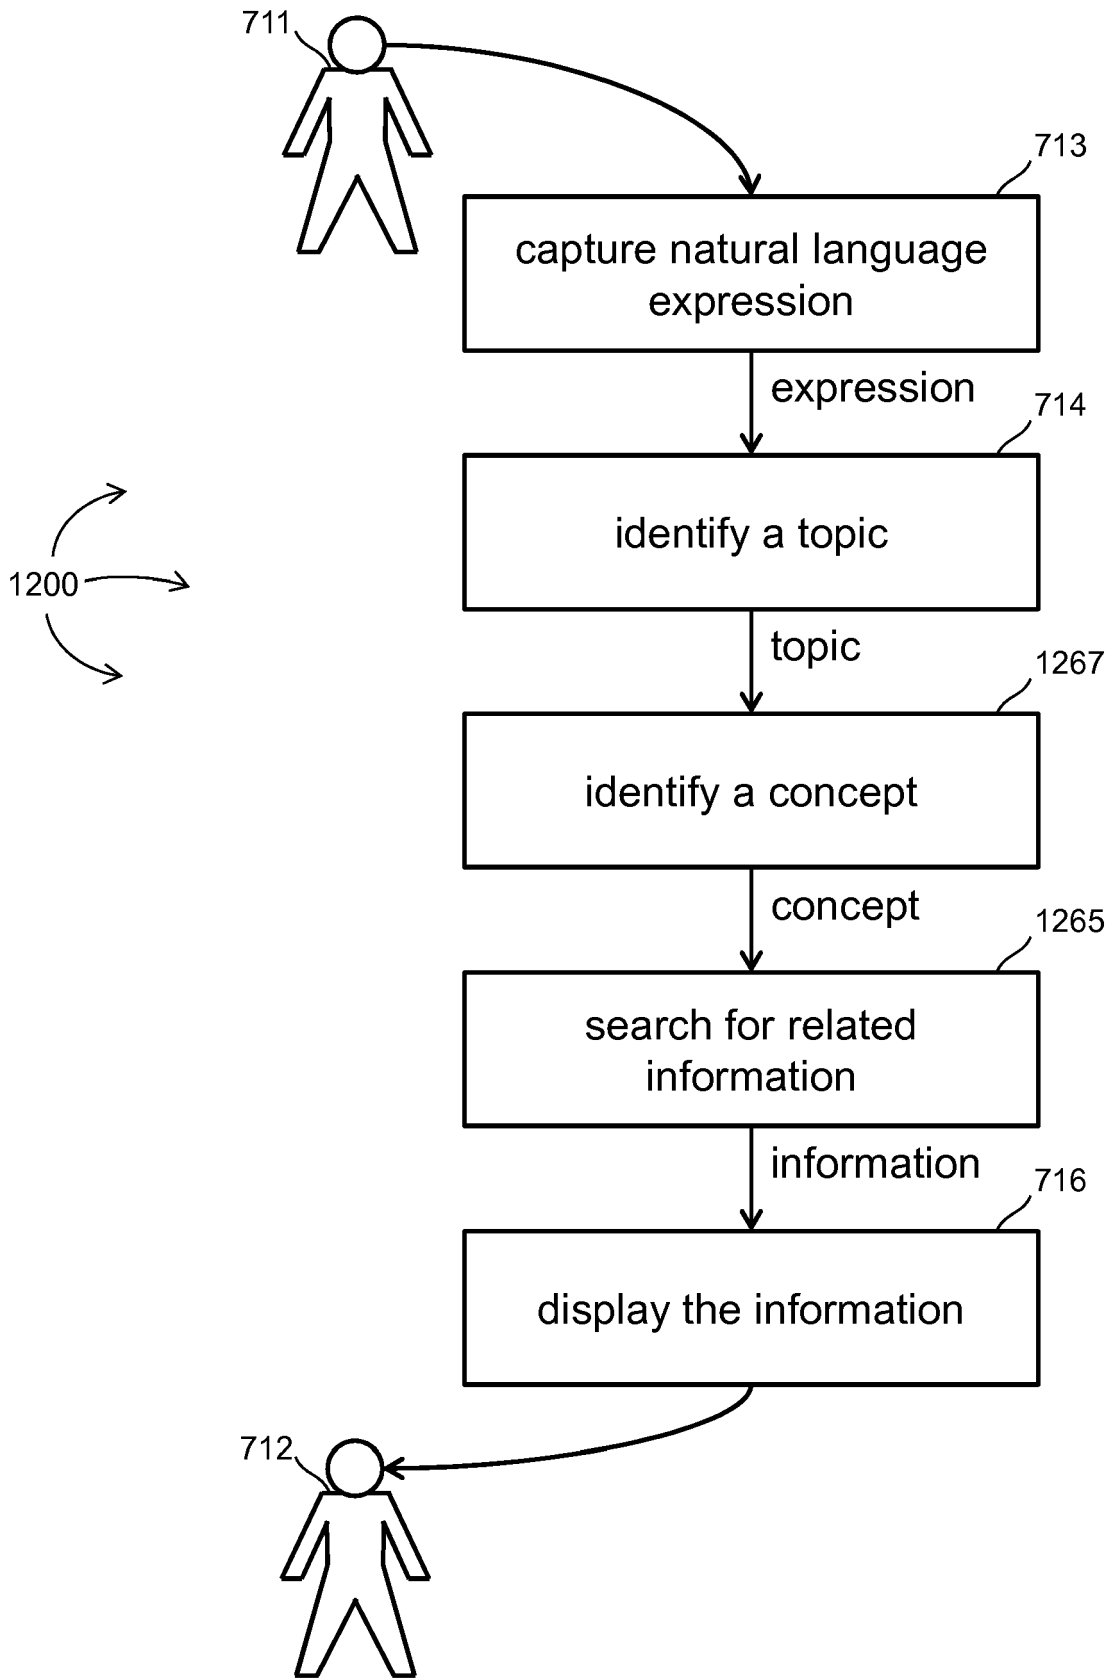 711
713
capture natural language
expression
expression
714
identify a topic
1200
topic
1267
identify a concept
concept
1265
search for related
information
information
716
display the information
712